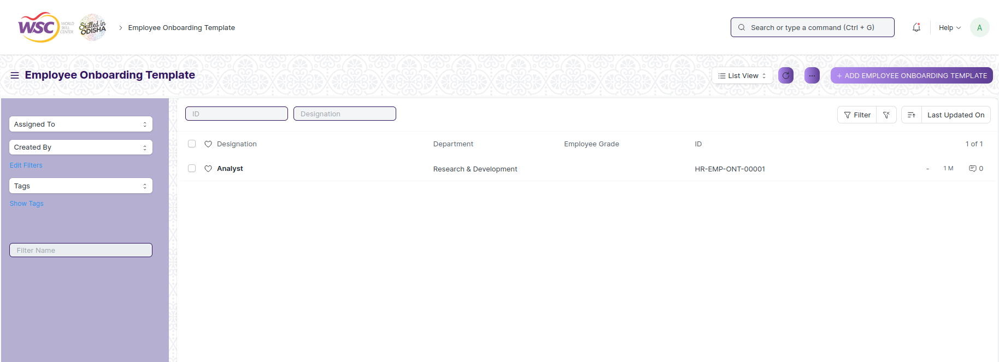 WSC WORLD SKILL CENTER Skilled in ODISHA Employee Onboarding Template Search or type a command (Ctrl + G) Help A
Employee Onboarding Template List View + ADD EMPLOYEE ONBOARDING TEMPLATE
Assigned To
Created By
Edit Filters
Tags
Show Tags
Filter Name
ID Designation Filter Last Updated On
Designation Department Employee Grade ID 1 of 1
Analyst Research & Development HR-EMP-ONT-00001 - 1 M 0